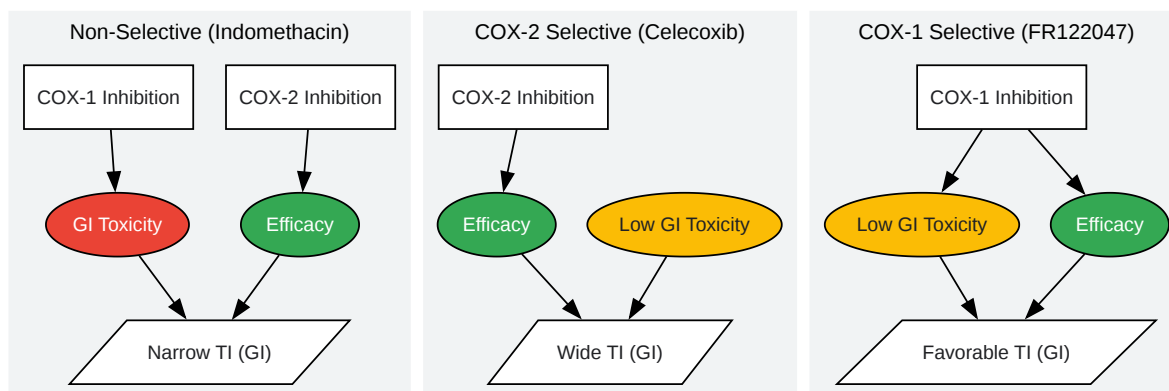 Non-Selective (Indomethacin)
COX-1 Inhibition
COX-2 Inhibition
GI Toxicity
Efficacy
Narrow TI (GI)
COX-2 Selective (Celecoxib)
COX-2 Inhibition
Efficacy
Low GI Toxicity
Wide TI (GI)
COX-1 Selective (FR122047)
COX-1 Inhibition
Low GI Toxicity
Efficacy
Favorable TI (GI)